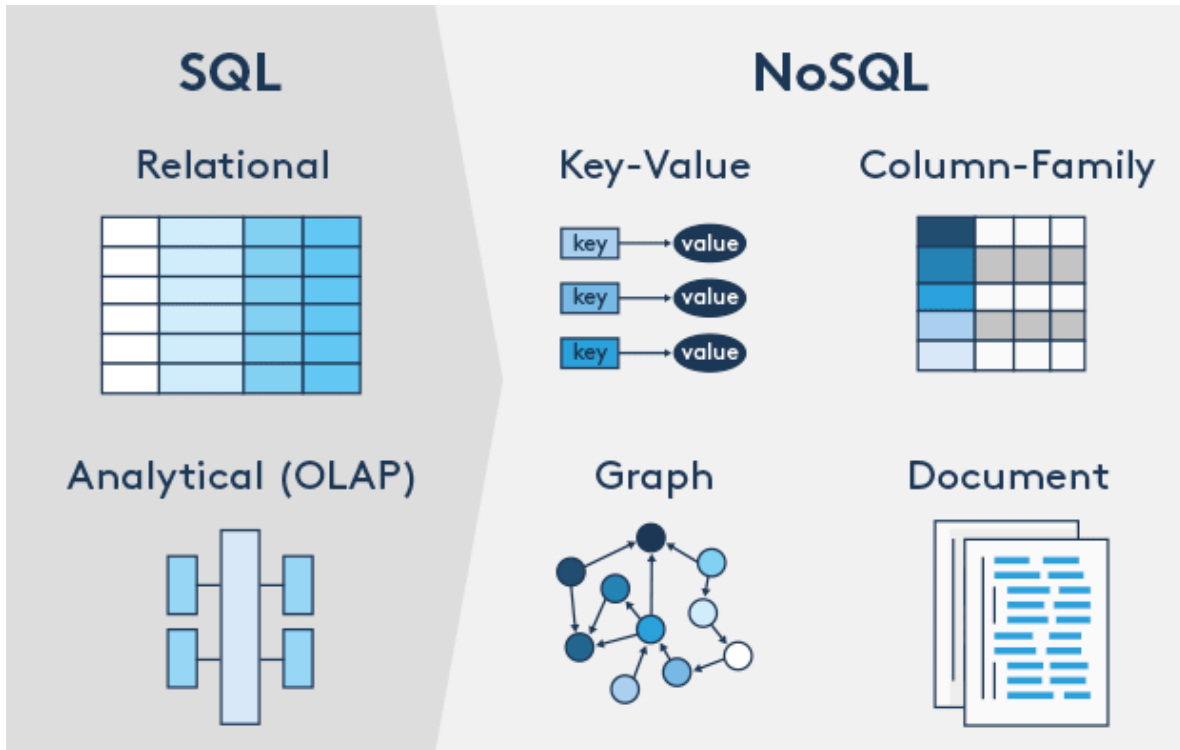 SQL
NoSQL
Relational
Key-Value
Column-Family
key
value
key
value
key
value
Analytical (OLAP)
Graph
Document